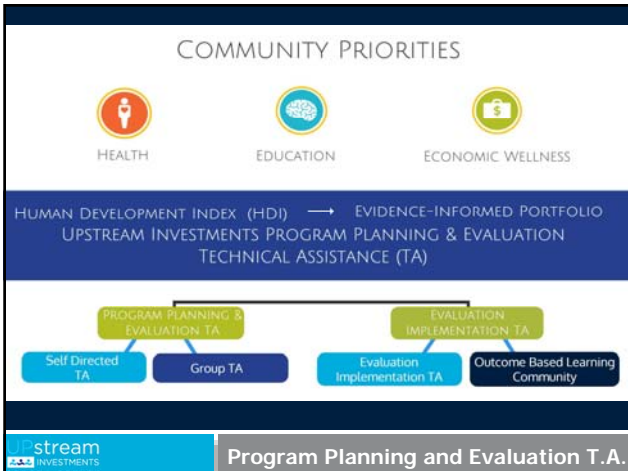 COMMUNITY PRIORITIES
HEALTH
EDUCATION
$
ECONOMIC WELLNESS
HUMAN DEVELOPMENT INDEX (HDI) → EVIDENCE-INFORMED PORTFOLIO
UPSTREAM INVESTMENTS PROGRAM PLANNING & EVALUATION
TECHNICAL ASSISTANCE (TA)
PROGRAM PLANNING &
EVALUATION TA
EVALUATION
IMPLEMENTATION TA
Self Directed
TA
Group TA
Evaluation
Implementation TA
Outcome Based Learning
Community
UPstream
INVESTMENTS
Program Planning and Evaluation T.A.